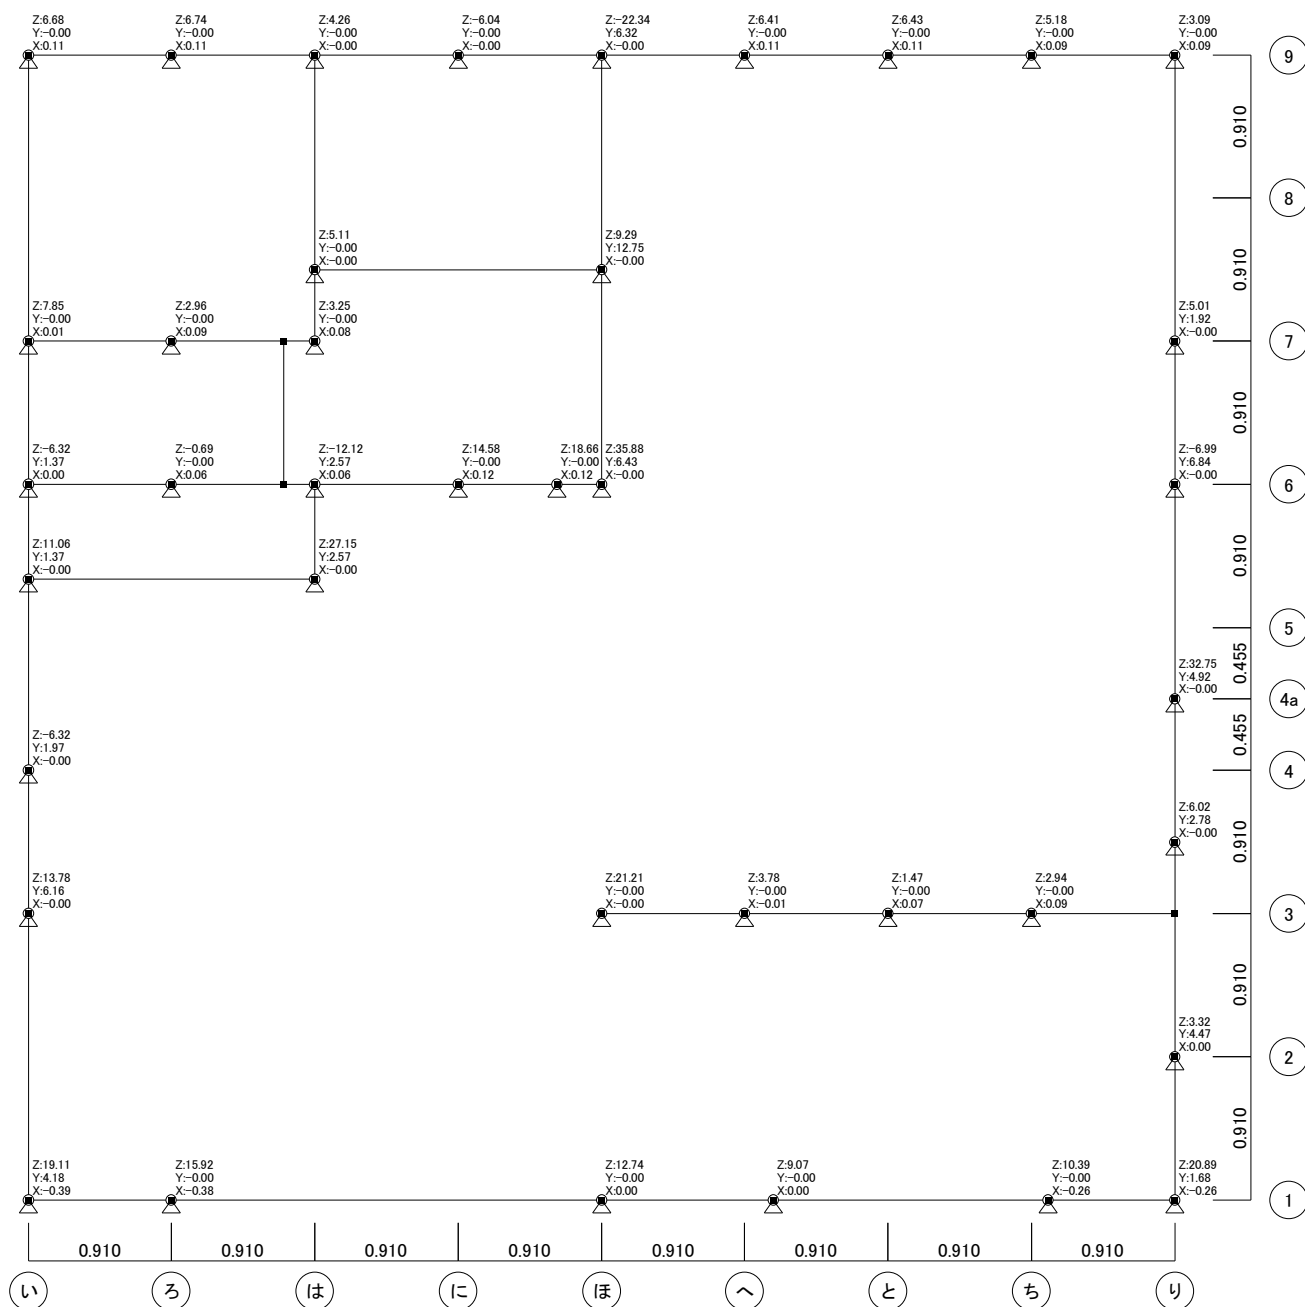 Z:6.68
Y:-0.00
X:0.11
Z:6.74
Y:-0.00
X:0.11
Z:4.26
Y:-0.00
X:-0.00
Z:-6.04
Y:-0.00
X:-0.00
Z:-22.34
Y:6.32
X:-0.00
Z:6.41
Y:-0.00
X:0.11
Z:6.43
Y:-0.00
X:0.11
Z:5.18
Y:-0.00
X:0.09
Z:3.09
Y:-0.00
X:0.09
9
0.910
8
Z:5.11
Y:-0.00
X:-0.00
Z:9.29
Y:12.75
X:-0.00
0.910
Z:7.85
Y:-0.00
X:0.01
Z:2.96
Y:-0.00
X:0.09
Z:3.25
Y:-0.00
X:0.08
Z:5.01
Y:1.92
X:-0.00
7
0.910
Z:-6.32
Y:1.37
X:0.00
Z:-0.69
Y:-0.00
X:0.06
Z:-12.12
Y:2.57
X:0.06
Z:14.58
Y:-0.00
X:0.12
Z:18.66
Y:-0.00
X:0.12
Z:35.88
Y:6.43
X:-0.00
Z:-6.99
Y:6.84
X:-0.00
6
0.910
Z:11.06
Y:1.37
X:-0.00
Z:27.15
Y:2.57
X:-0.00
5
0.455
Z:32.75
Y:4.92
X:-0.00
4a
0.455
Z:-6.32
Y:1.97
X:-0.00
4
Z:6.02
Y:2.78
X:-0.00
0.910
Z:13.78
Y:6.16
X:-0.00
Z:21.21
Y:-0.00
X:-0.00
Z:3.78
Y:-0.00
X:-0.01
Z:1.47
Y:-0.00
X:0.07
Z:2.94
Y:-0.00
X:0.09
3
0.910
Z:3.32
Y:4.47
X:0.00
2
0.910
Z:19.11
Y:4.18
X:-0.39
Z:15.92
Y:-0.00
X:-0.38
Z:12.74
Y:-0.00
X:0.00
Z:9.07
Y:-0.00
X:0.00
Z:10.39
Y:-0.00
X:-0.26
Z:20.89
Y:1.68
X:-0.26
1
0.910
0.910
0.910
0.910
0.910
0.910
0.910
0.910
い
ろ
は
に
ほ
へ
と
ち
り